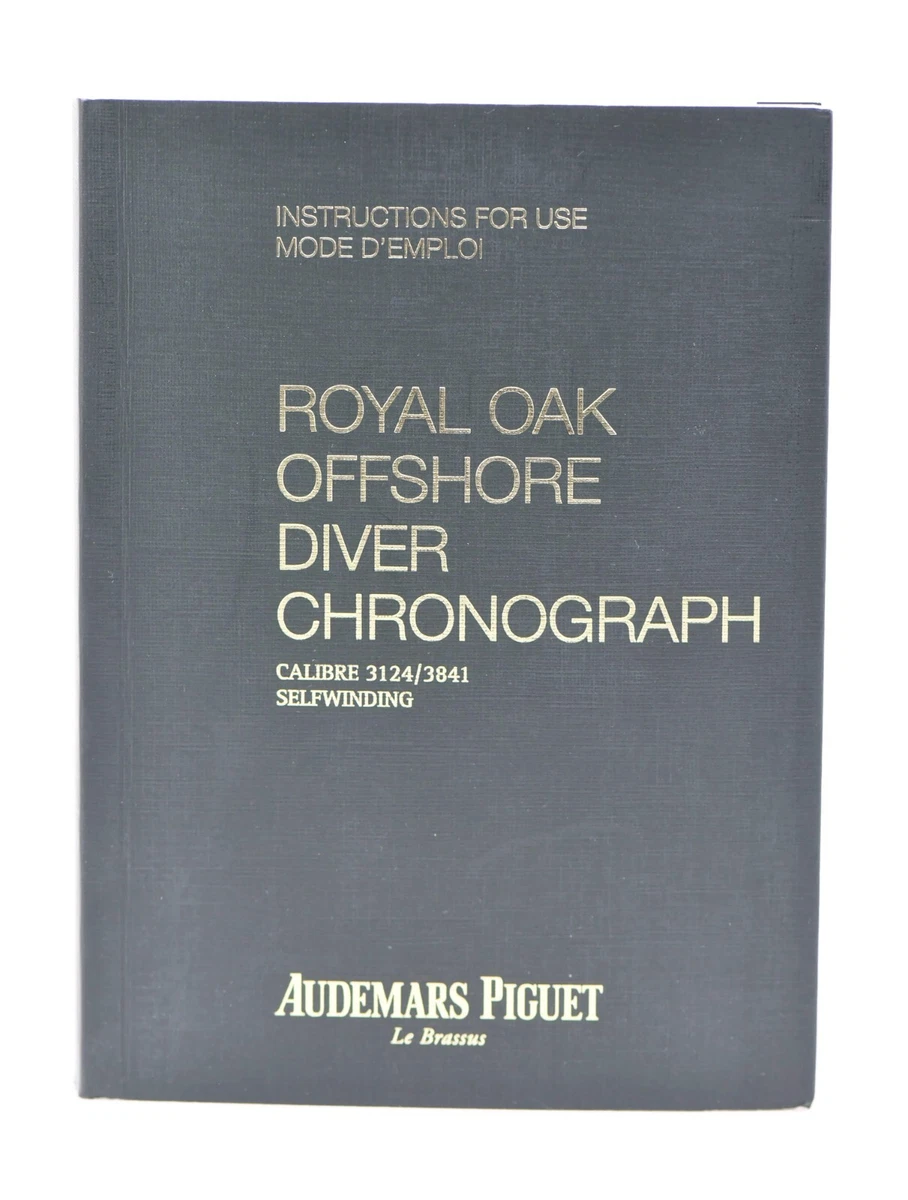 INSTRUCTIONS FOR USE
MODE D'EMPLOI
ROYAL OAK
OFFSHORE
DIVER
CHRONOGRAPH
CALIBRE 3124/3841
SELFWINDING
AUDEMARS PIGUET
Le Brassus